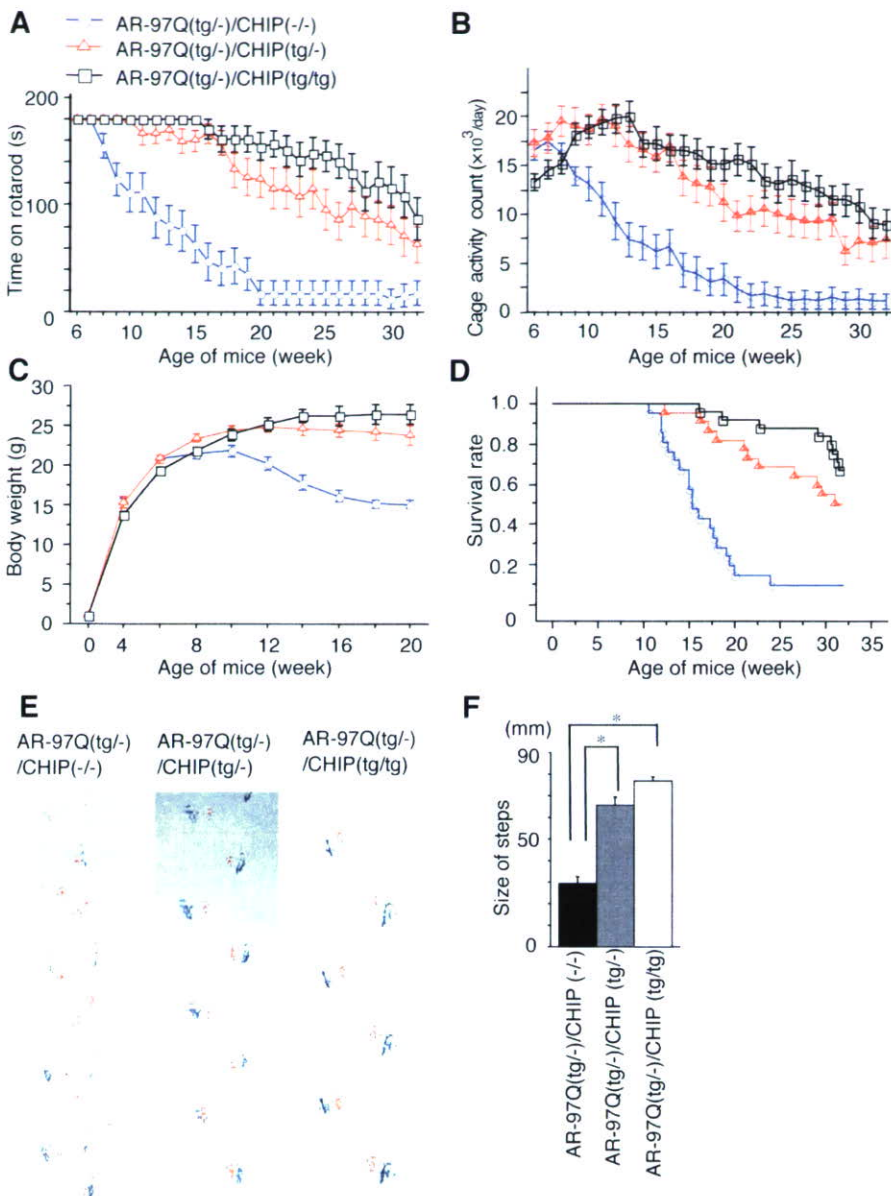 A
AR-97Q(tg/-)/CHIP(-/-)
AR-97Q(tg/-)/CHIP(tg/-)
AR-97Q(tg/-)/CHIP(tg/tg)
Time on rotarod (s)
200
100
0
6 10 15 20 25 30
Age of mice (week)
B
Cage activity count (×10³/day)
20
15
10
5
0
6 10 15 20 25 30
Age of mice (week)
C
Body weight (g)
30
25
20
15
10
5
0
0 4 8 12 16 20
Age of mice (week)
D
Survival rate
1.0
0.8
0.6
0.4
0.2
0 5 10 15 20 25 30 35
Age of mice (week)
E
AR-97Q(tg/-)
/CHIP(-/-)
AR-97Q(tg/-)
/CHIP(tg/-)
AR-97Q(tg/-)
/CHIP(tg/tg)
F
(mm)
90
50
0
Size of steps
*
*
AR-97Q(tg/-)/CHIP (-/-)
AR-97Q(tg/-)/CHIP (tg/-)
AR-97Q(tg/-)/CHIP (tg/tg)